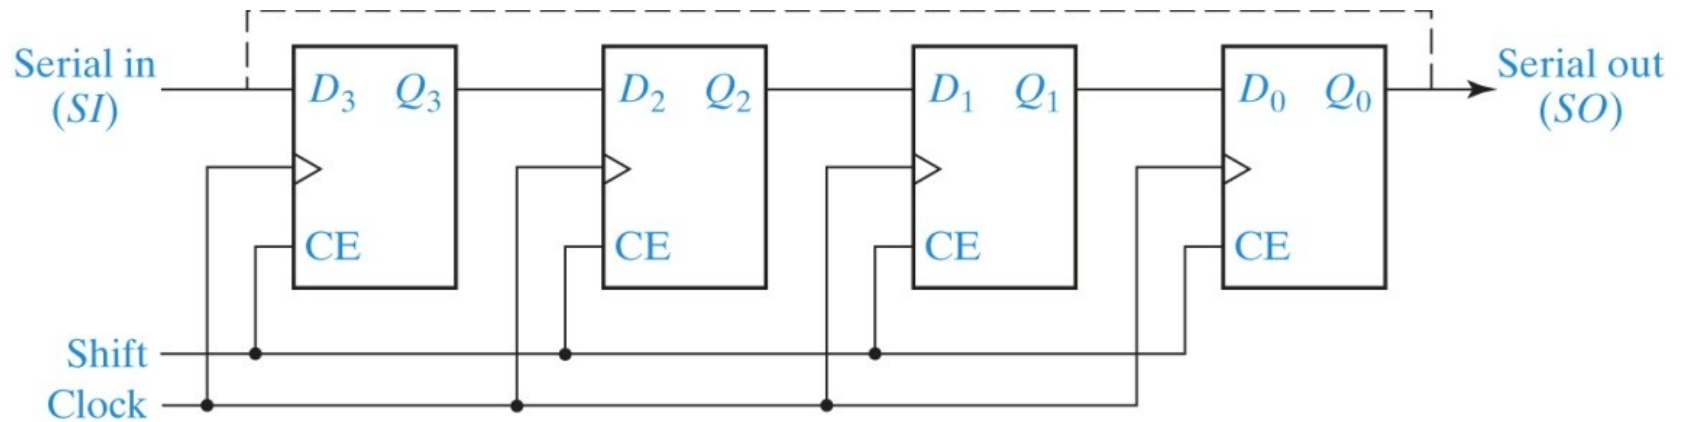 Serial in
(SI)
D₃ Q₃
D₂ Q₂
D₁ Q₁
D₀ Q₀
Serial out
(SO)
CE
CE
CE
CE
Shift
Clock